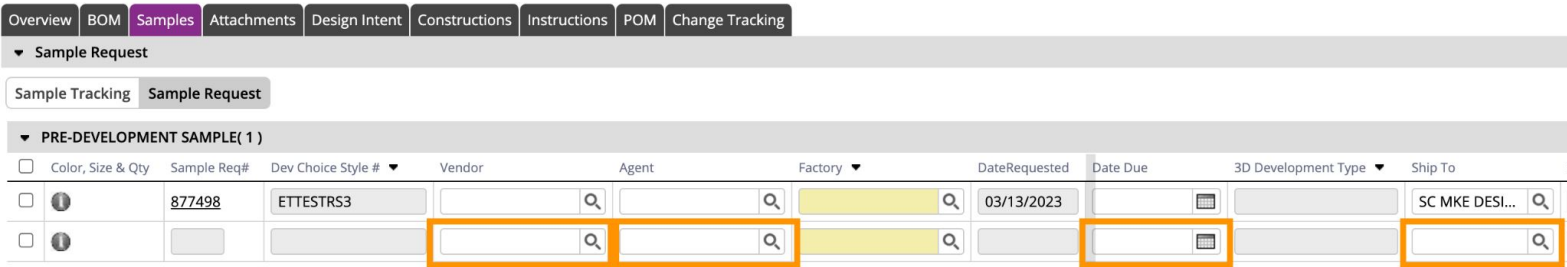 Overview BOM Samples Attachments Design Intent Constructions Instructions POM Change Tracking
Sample Request
Sample Tracking Sample Request
PRE-DEVELOPMENT SAMPLE( 1 )
Color, Size & Qty Sample Req# Dev Choice Style # Vendor Agent Factory DateRequested Date Due 3D Development Type Ship To
877498 ETTESTRS3 03/13/2023 SC MKE DESI...